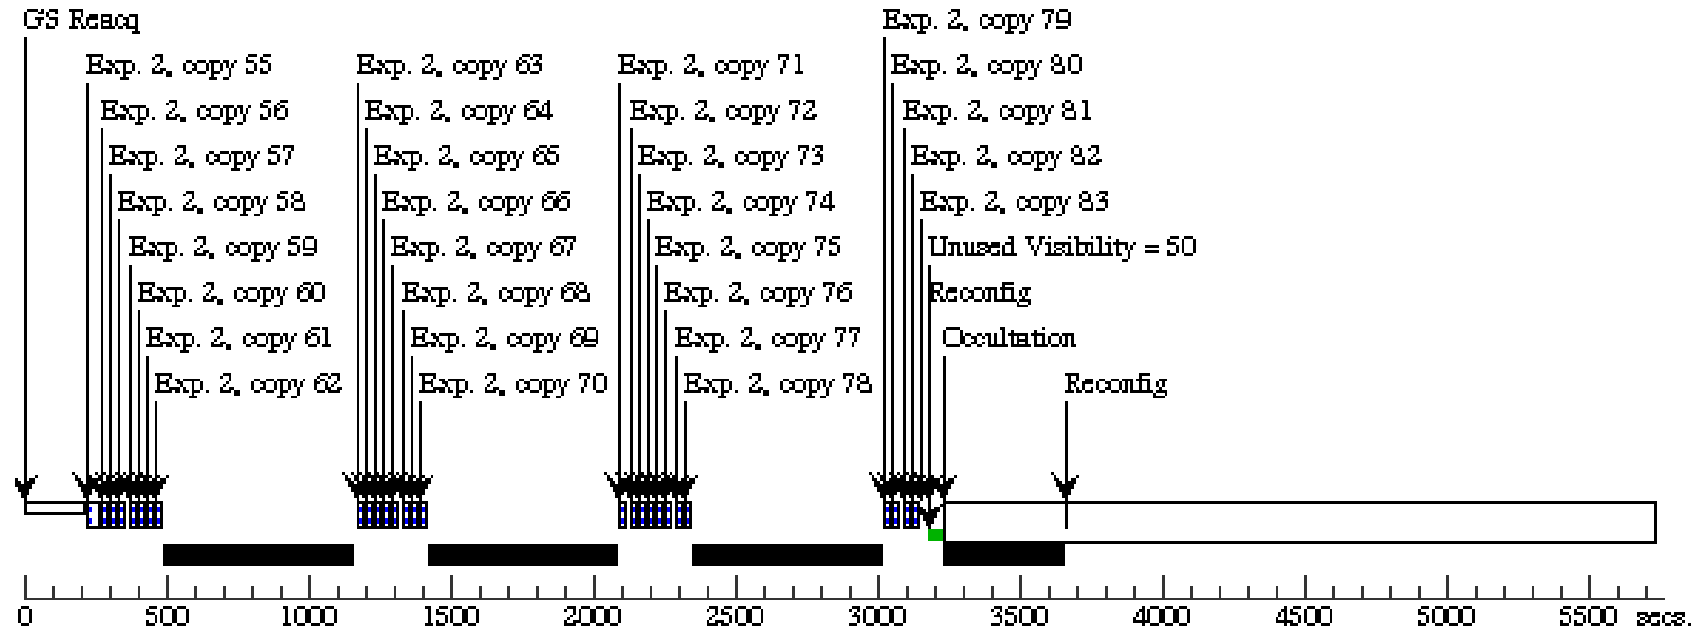 GS Reacq
Exp. 2, copy 79
Exp. 2, copy 55
Exp. 2, copy 63
Exp. 2, copy 71
Exp. 2, copy 80
Exp. 2, copy 56
Exp. 2, copy 64
Exp. 2, copy 72
Exp. 2, copy 81
Exp. 2, copy 57
Exp. 2, copy 65
Exp. 2, copy 73
Exp. 2, copy 82
Exp. 2, copy 58
Exp. 2, copy 66
Exp. 2, copy 74
Exp. 2, copy 83
Exp. 2, copy 59
Exp. 2, copy 67
Exp. 2, copy 75
Unused Visibility = 50
Exp. 2, copy 60
Exp. 2, copy 68
Exp. 2, copy 76
Reconfig
Exp. 2, copy 61
Exp. 2, copy 69
Exp. 2, copy 77
Occultation
Exp. 2, copy 62
Exp. 2, copy 70
Exp. 2, copy 78
Reconfig
0 500 1000 1500 2000 2500 3000 3500 4000 4500 5000 5500 secs.